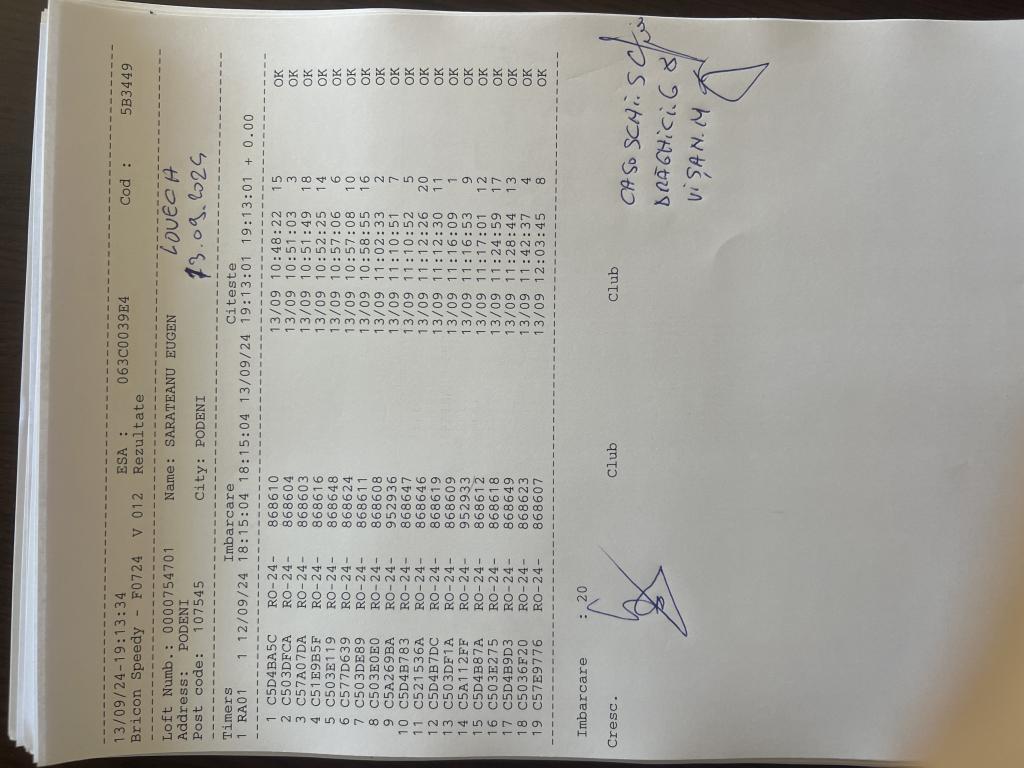 13/09/24-19:13:34 ESA : 063C0039E4 Cod : 5B3449
Bricon Speedy - F0724 V 012 Rezultate
Loft Numb.: 0000754701 Name: SARATEANU EUGEN LOVECH
Address: PODENI
Post code: 107545 City: PODENI 13.09.2024
Timers Imbarcare Citeste
1 RA01 1 12/09/24 18:15:04 18:15:04 13/09/24 19:13:01 19:13:01 + 0.00
1 C5D4BA5C RO-24- 868610 13/09 10:48:22 15 OK
2 C503DFCA RO-24- 868604 13/09 10:51:03 3 OK
3 C57A07DA RO-24- 868603 13/09 10:51:49 18 OK
4 C51E9B5F RO-24- 868616 13/09 10:52:25 14 OK
5 C503E119 RO-24- 868648 13/09 10:57:06 6 OK
6 C577D639 RO-24- 868624 13/09 10:57:08 10 OK
7 C503DE89 RO-24- 868611 13/09 10:58:55 16 OK
8 C503E0E0 RO-24- 868608 13/09 11:02:33 2 OK
9 C5A269BA RO-24- 952936 13/09 11:10:51 7 OK
10 C5D4B783 RO-24- 868647 13/09 11:10:52 5 OK
11 C521536A RO-24- 868646 13/09 11:12:26 20 OK
12 C5D4B7DC RO-24- 868619 13/09 11:12:30 11 OK
13 C503DF1A RO-24- 868609 13/09 11:16:09 1 OK
14 C5A112FF RO-24- 952933 13/09 11:16:53 9 OK
15 C5D4B87A RO-24- 868612 13/09 11:17:01 12 OK
16 C503E275 RO-24- 868618 13/09 11:24:59 17 OK
17 C5D4B9D3 RO-24- 868649 13/09 11:28:44 13 OK
18 C5036F20 RO-24- 868623 13/09 11:42:37 4 OK
19 C57E9776 RO-24- 868607 13/09 12:03:45 8 OK
Imbarcare : 20
Cresc. Club Club
DRĂGHICI.G
VIȘAN.M